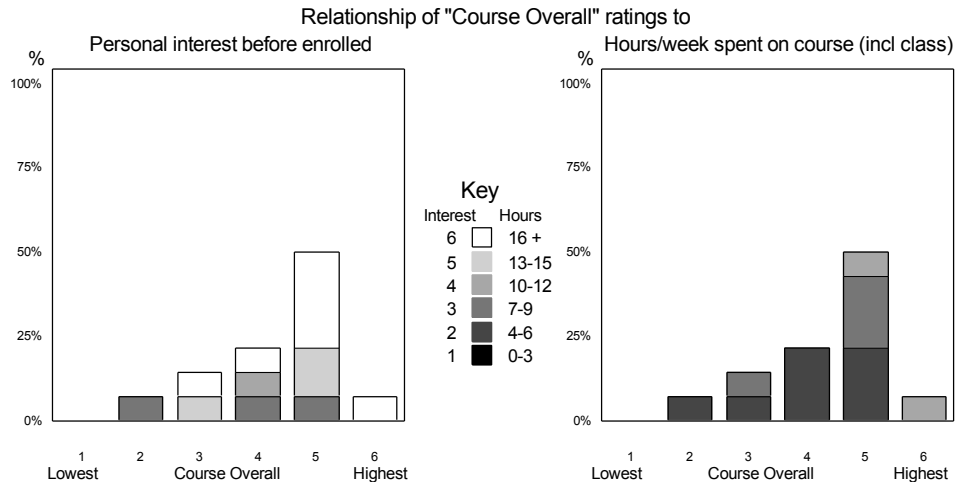 Relationship of "Course Overall" ratings to
Personal interest before enrolled
Hours/week spent on course (incl class)
%
100%
75%
50%
25%
0%
1 2 3 4 5 6
Lowest Course Overall Highest
Key
Interest Hours
6 16 +
5 13-15
4 10-12
3 7-9
2 4-6
1 0-3
%
100%
75%
50%
25%
0%
1 2 3 4 5 6
Lowest Course Overall Highest